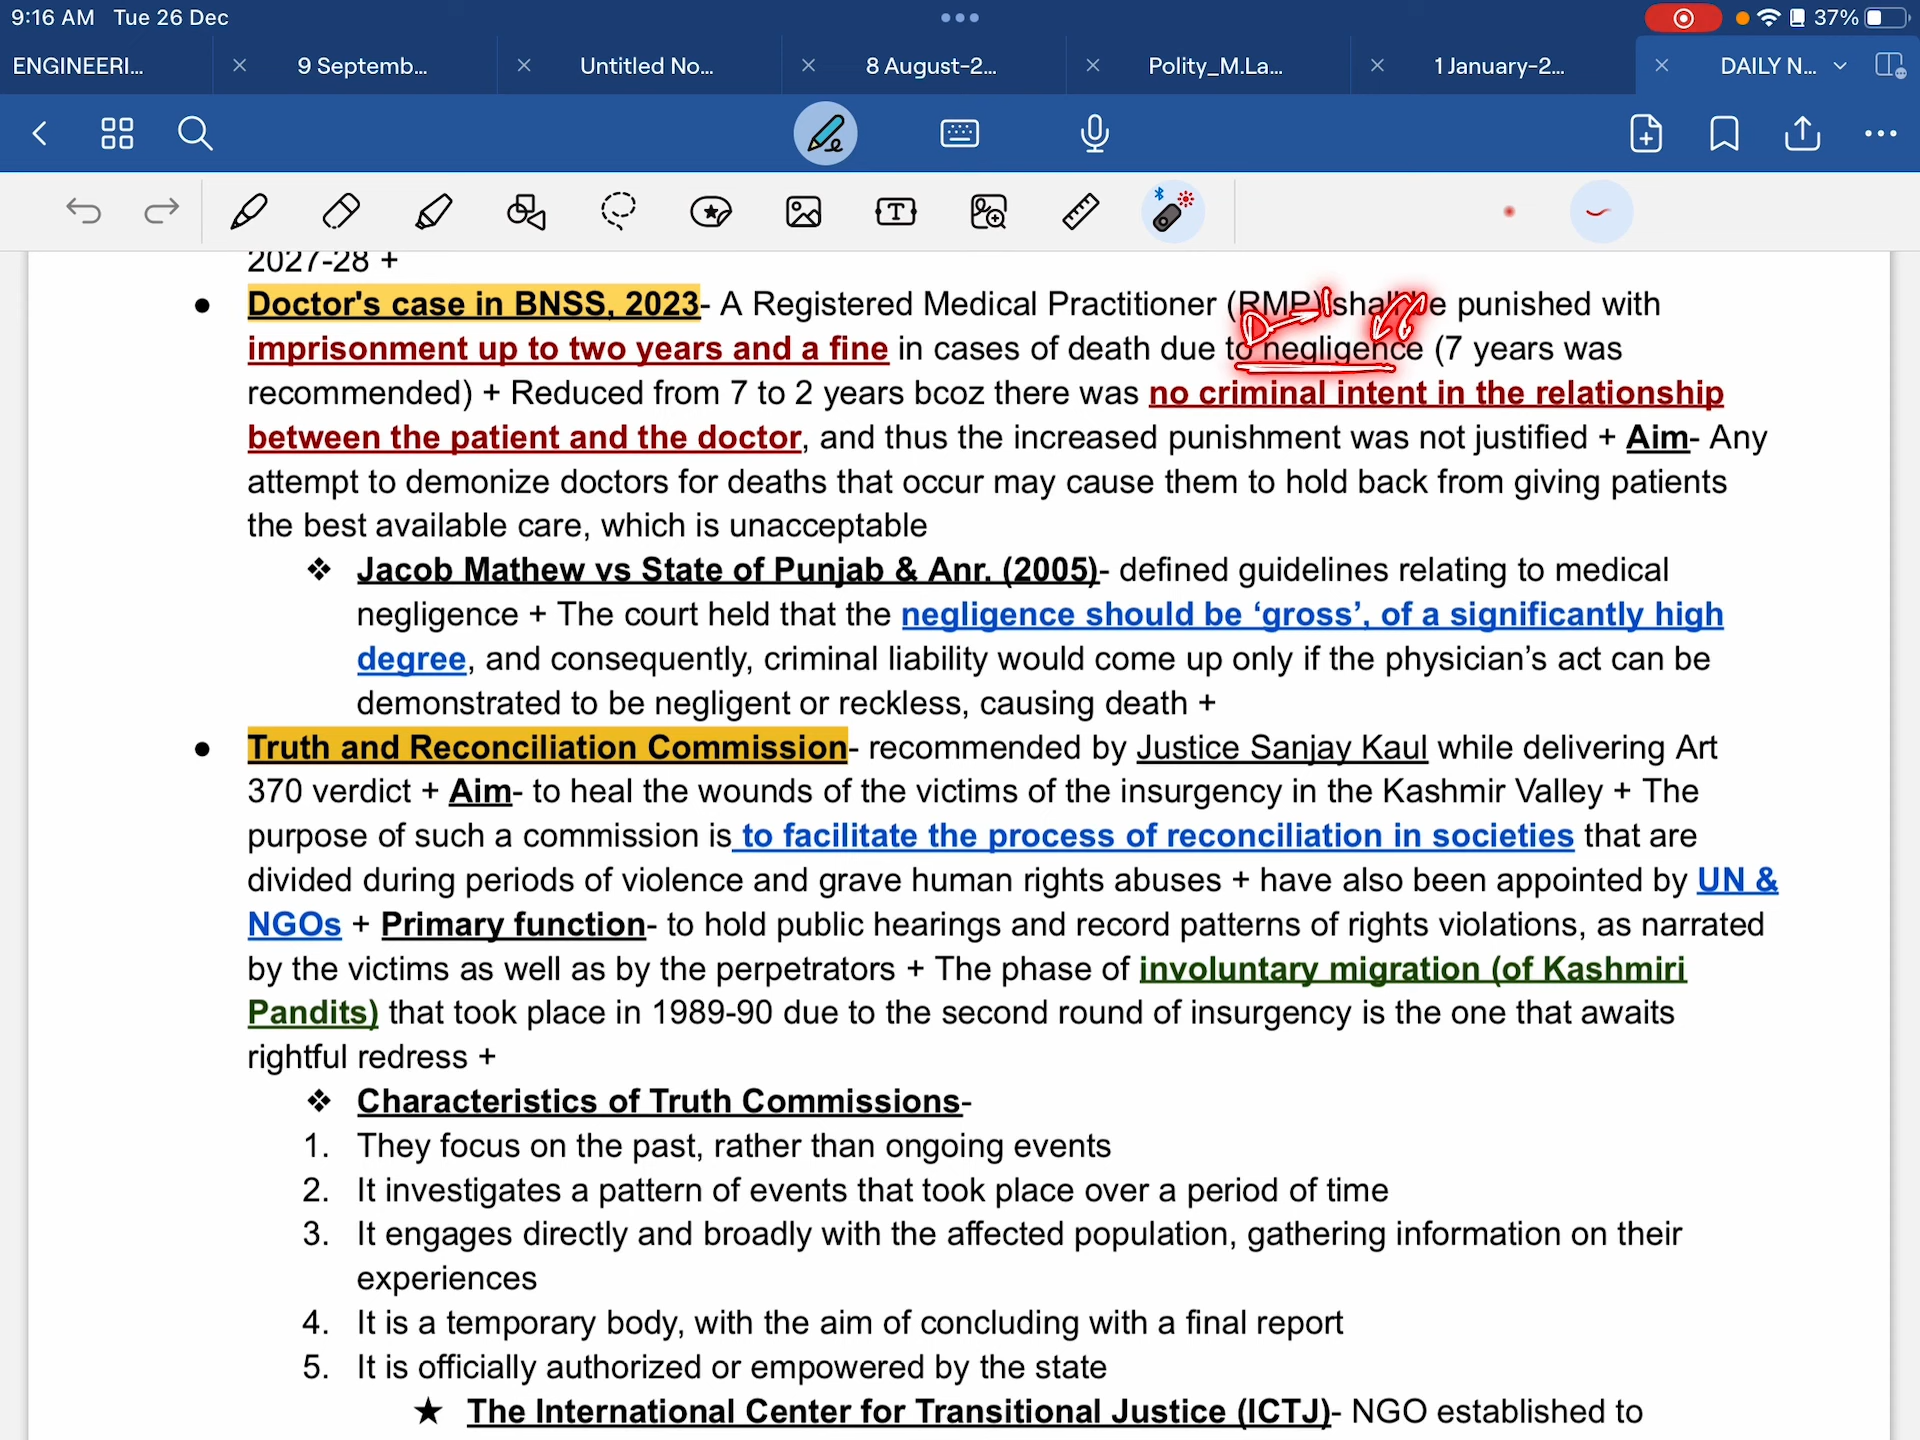 9:16 AM Tue 26 Dec
37%
ENGINEERI...
9 Septemb...
Untitled No...
8 August-2...
Polity_M.La...
1 January-2...
DAILY N...
2027-28 +
● Doctor's case in BNSS, 2023- A Registered Medical Practitioner (RMP) shall be punished with
imprisonment up to two years and a fine in cases of death due to negligence (7 years was
recommended) + Reduced from 7 to 2 years bcoz there was no criminal intent in the relationship
between the patient and the doctor, and thus the increased punishment was not justified + Aim- Any
attempt to demonize doctors for deaths that occur may cause them to hold back from giving patients
the best available care, which is unacceptable
❖ Jacob Mathew vs State of Punjab & Anr. (2005)- defined guidelines relating to medical
negligence + The court held that the negligence should be ‘gross’, of a significantly high
degree, and consequently, criminal liability would come up only if the physician’s act can be
demonstrated to be negligent or reckless, causing death +
● Truth and Reconciliation Commission- recommended by Justice Sanjay Kaul while delivering Art
370 verdict + Aim- to heal the wounds of the victims of the insurgency in the Kashmir Valley + The
purpose of such a commission is to facilitate the process of reconciliation in societies that are
divided during periods of violence and grave human rights abuses + have also been appointed by UN &
NGOs + Primary function- to hold public hearings and record patterns of rights violations, as narrated
by the victims as well as by the perpetrators + The phase of involuntary migration (of Kashmiri
Pandits) that took place in 1989-90 due to the second round of insurgency is the one that awaits
rightful redress +
❖ Characteristics of Truth Commissions-
1. They focus on the past, rather than ongoing events
2. It investigates a pattern of events that took place over a period of time
3. It engages directly and broadly with the affected population, gathering information on their
experiences
4. It is a temporary body, with the aim of concluding with a final report
5. It is officially authorized or empowered by the state
★ The International Center for Transitional Justice (ICTJ)- NGO established to